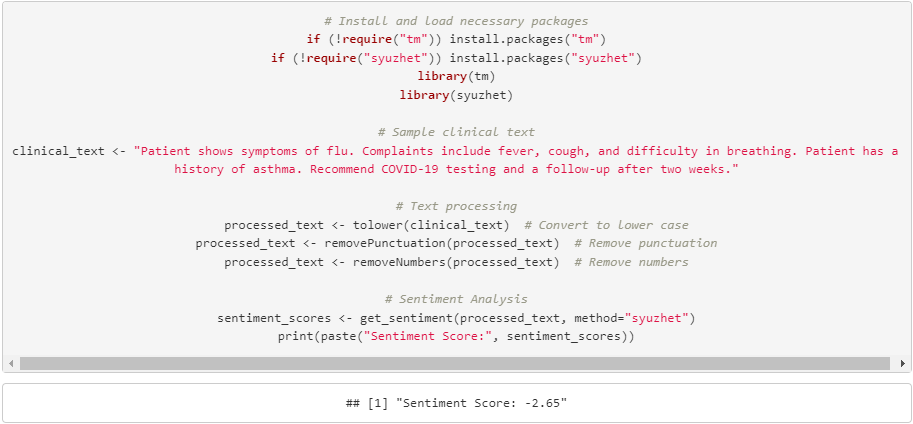 # Install and load necessary packages
if (!require("tm")) install.packages("tm")
if (!require("syuzhet")) install.packages("syuzhet")
library(tm)
library(syuzhet)
# Sample clinical text
clinical_text <- "Patient shows symptoms of flu. Complaints include fever, cough, and difficulty in breathing. Patient has a
history of asthma. Recommend COVID-19 testing and a follow-up after two weeks."
# Text processing
processed_text <- tolower(clinical_text)  # Convert to lower case
processed_text <- removePunctuation(processed_text)  # Remove punctuation
processed_text <- removeNumbers(processed_text)  # Remove numbers
# Sentiment Analysis
sentiment_scores <- get_sentiment(processed_text, method="syuzhet")
print(paste("Sentiment Score:", sentiment_scores))
## [1] "Sentiment Score: -2.65"